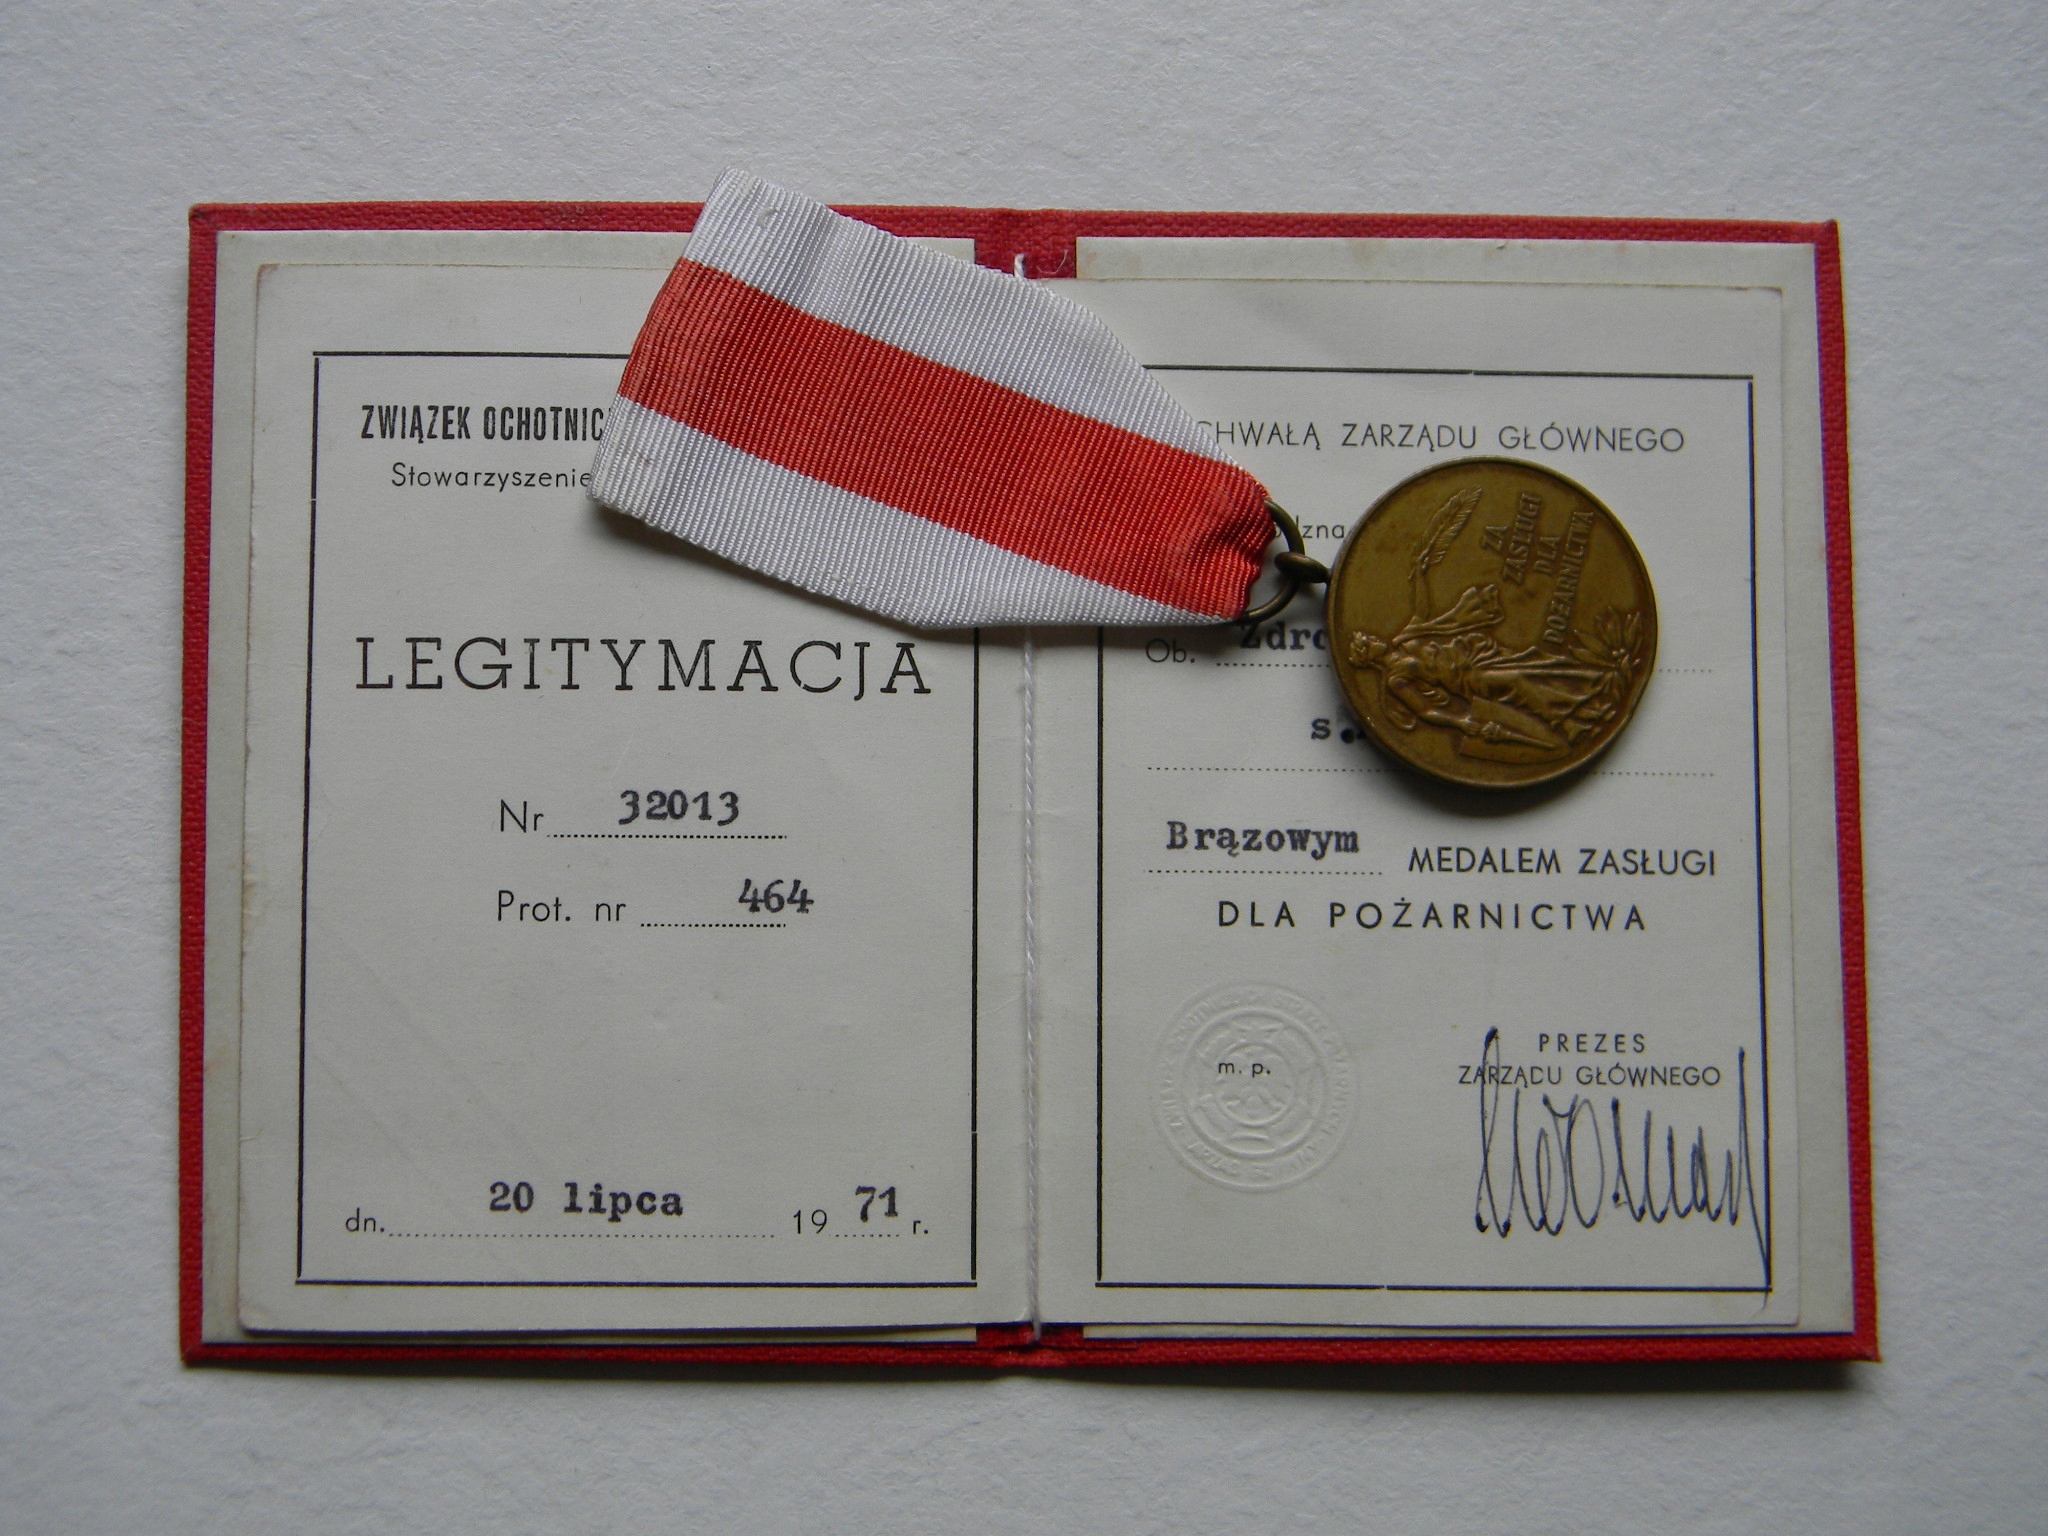 ZWIĄZEK OCHOTNIC
Stowarzyszenie
LEGITYMACJA
Nr 32013
Prot. nr 464
dn. 20 lipca 1971 r.
CHWAŁĄ ZARZĄDU GŁÓWNEGO
Ob. Zdro
s.
Brązowym MEDALEM ZASŁUGI
DLA POŻARNICTWA
m. p.
PREZES
ZARZĄDU GŁÓWNEGO
ZA
ZASŁUGI
DLA
POŻARNICTWA